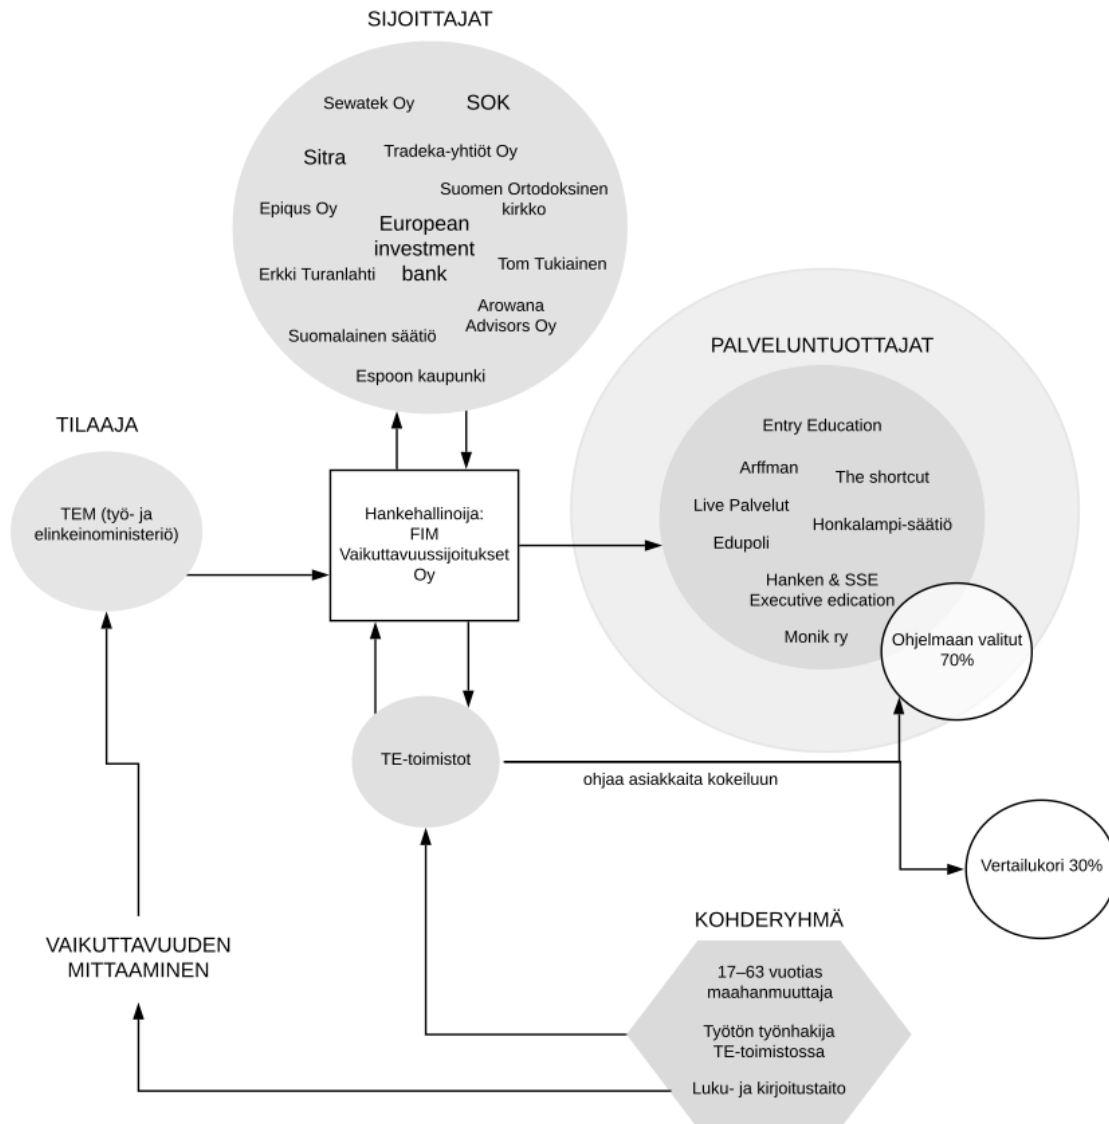 SIJOITTAJAT
Sewatek Oy
SOK
Sitra
Tradeka-yhtiöt Oy
Epiqus Oy
Suomen Ortodoksinen
kirkko
European
investment
bank
Erkki Turanlahti
Tom Tukiainen
Arowana
Advisors Oy
Suomalainen säätiö
Espoon kaupunki
PALVELUNTUOTTAJAT
Entry Education
Arffman
The shortcut
Live Palvelut
Honkalampi-säätiö
Edupoli
Hanken & SSE
Executive edication
Monik ry
Ohjelmaan valitut
70%
TILAAJA
TEM (työ- ja
elinkeinoministeriö)
Hankehallinoija:
FIM
Vaikuttavuussijoitukset
Oy
TE-toimistot
ohjaa asiakkaita kokeiluun
Vertailukori 30%
VAIKUTTAVUUDEN
MITTAAMINEN
KOHDERYHMÄ
17–63 vuotias
maahanmuuttaja
Työtön työnhakija
TE-toimistossa
Luku- ja kirjoitustaito